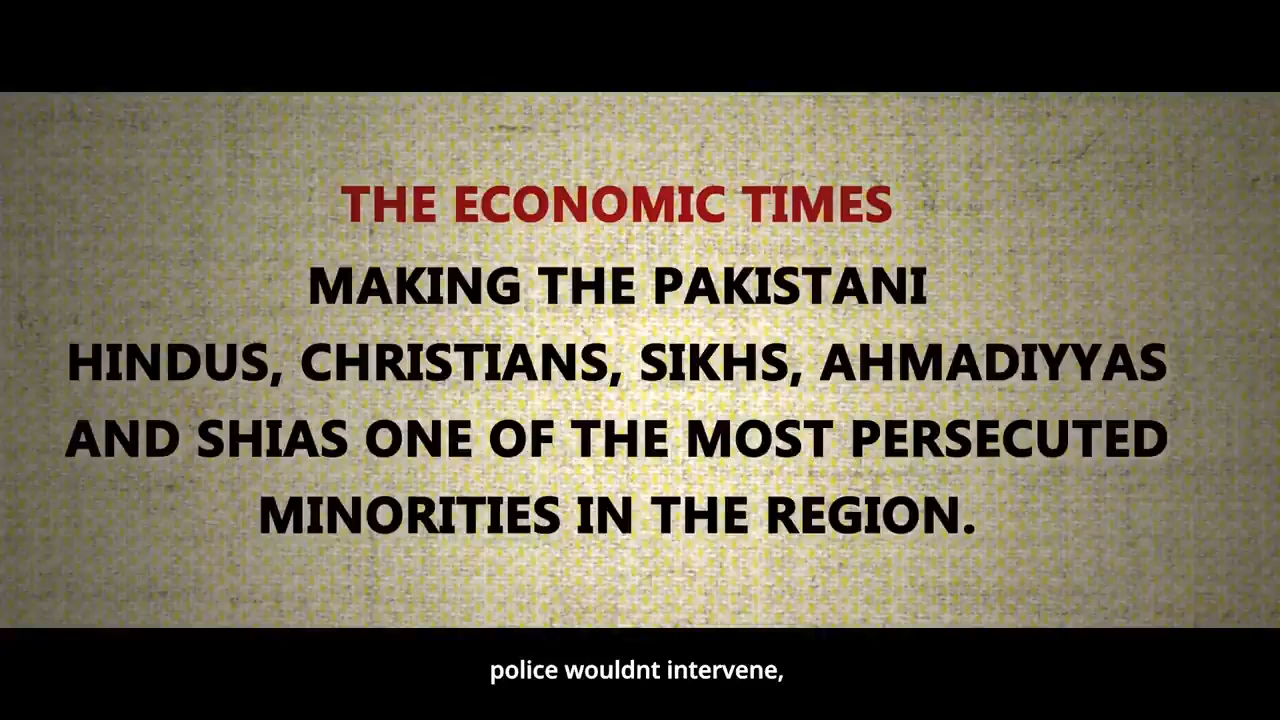 THE ECONOMIC TIMES
MAKING THE PAKISTANI
HINDUS, CHRISTIANS, SIKHS, AHMADIYYAS
AND SHIAS ONE OF THE MOST PERSECUTED
MINORITIES IN THE REGION.
police wouldnt intervene,